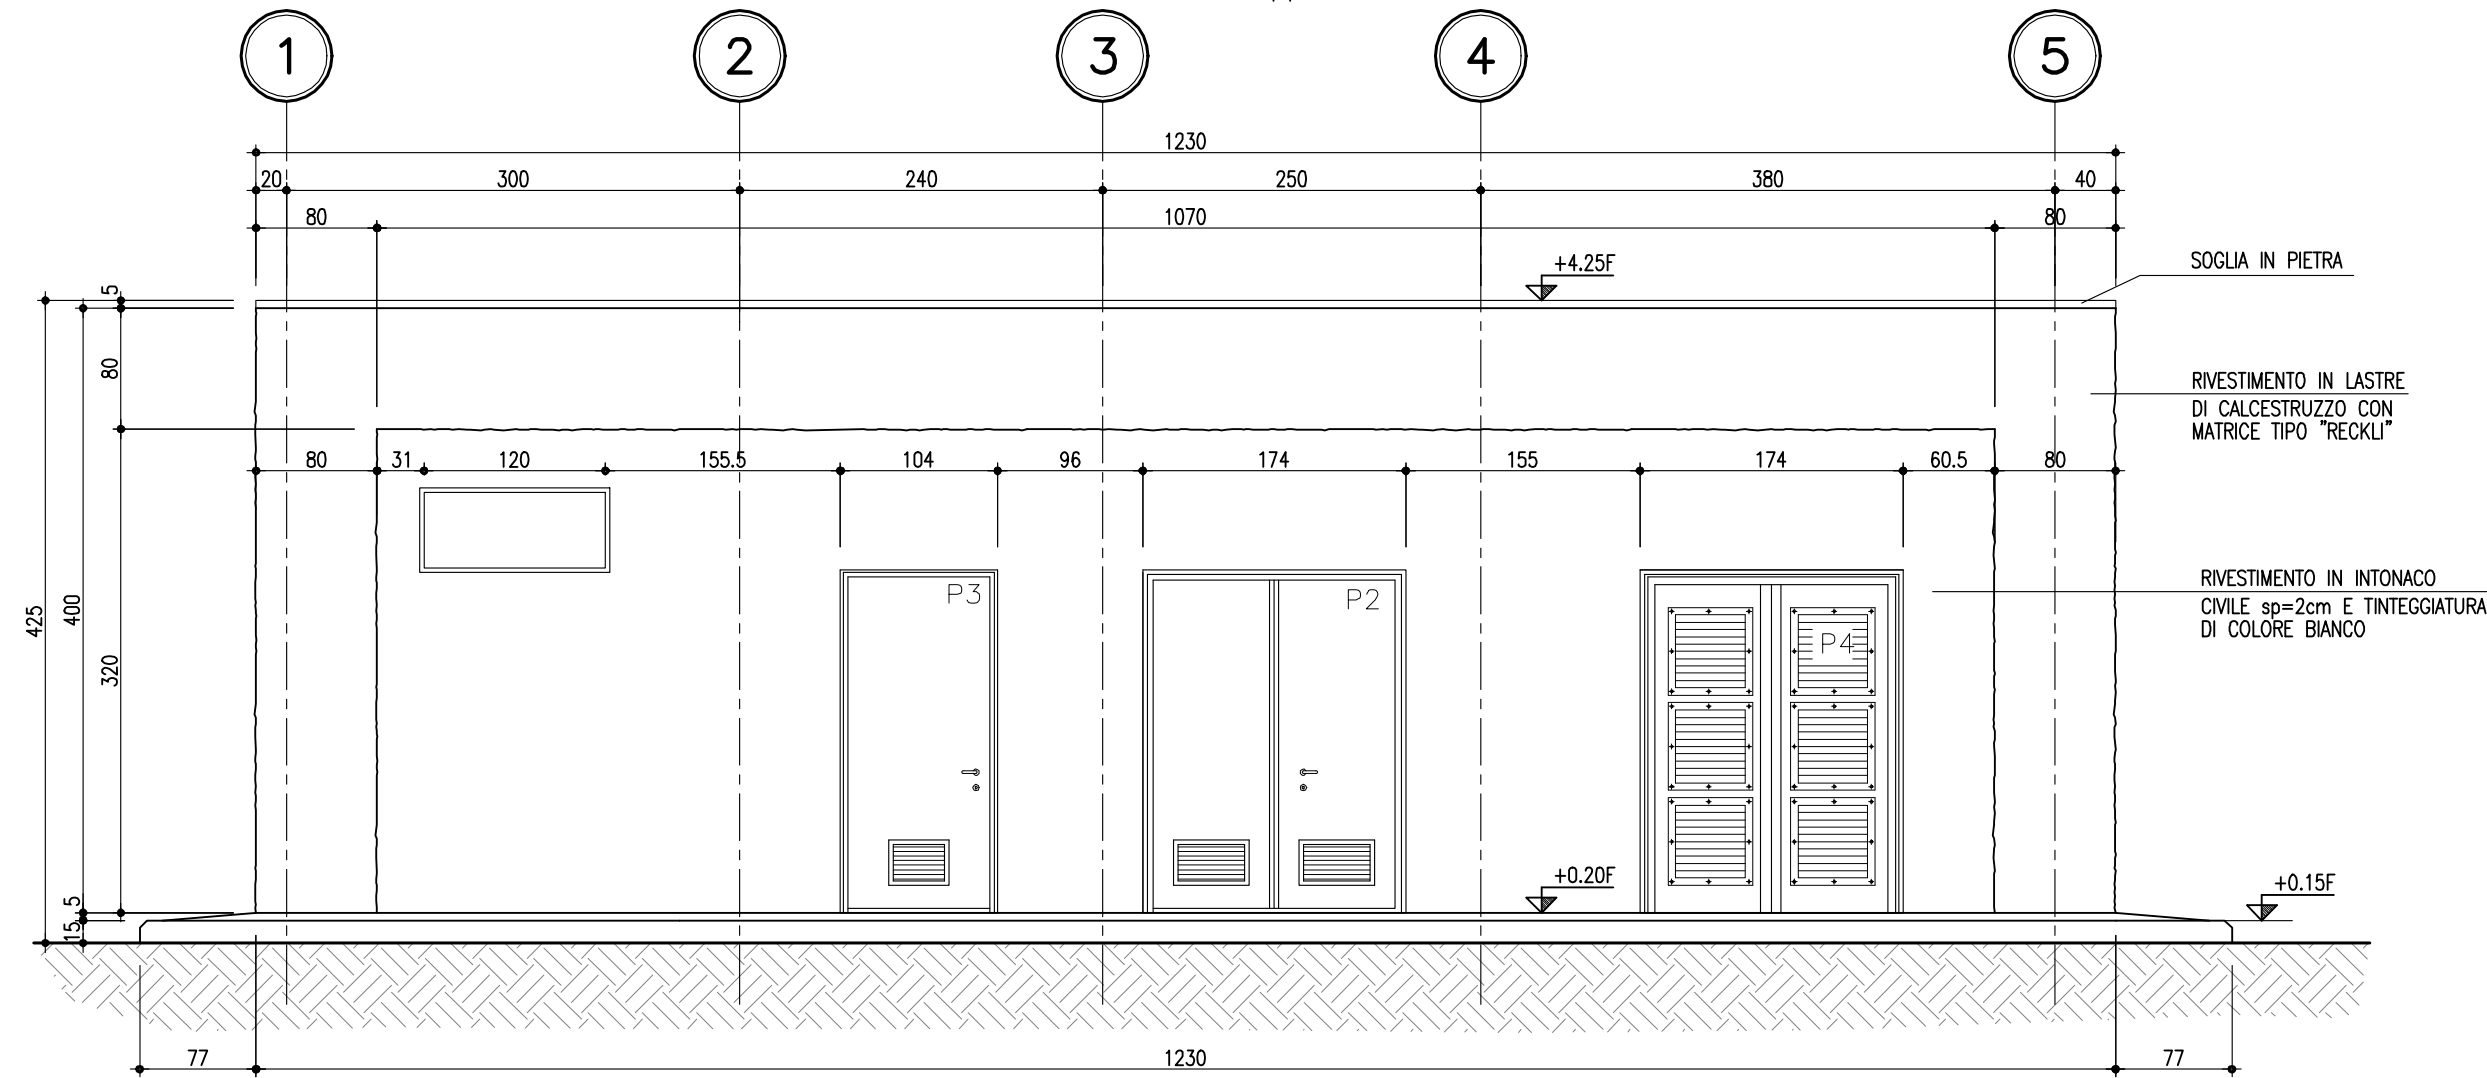 1 2 3 4 5
1230
20 300 240 250 380 40
80 1070 80
+4.25F
SOGLIA IN PIETRA
5
80
RIVESTIMENTO IN LASTRE
DI CALCESTRUZZO CON
MATRICE TIPO "RECKLI"
80 31 120 155.5 104 96 174 155 174 60.5 80
425
400
320
P3
P2
P4
RIVESTIMENTO IN INTONACO
CIVILE sp=2cm E TINTEGGIATURA
DI COLORE BIANCO
+0.20F
+0.15F
5
15
77 1230 77